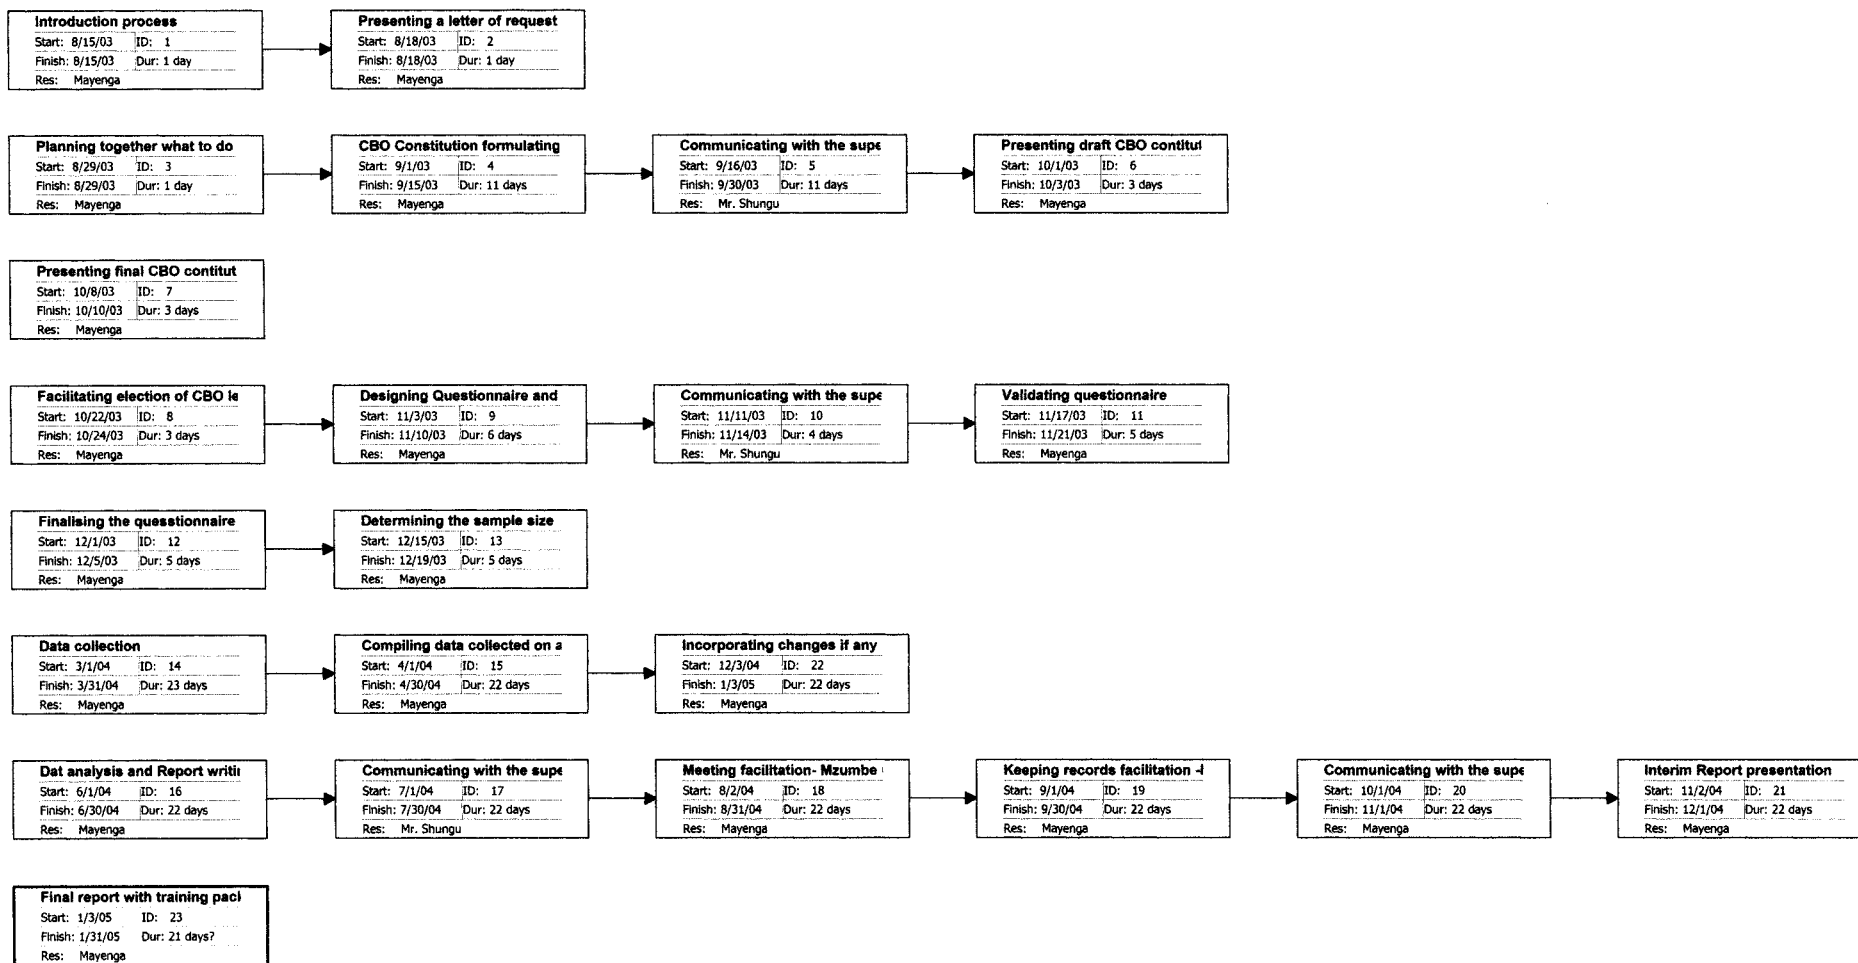 Introduction process
Start: 8/15/03 ID: 1
Finish: 8/15/03 Dur: 1 day
Res: Mayenga
Presenting a letter of request
Start: 8/18/03 ID: 2
Finish: 8/18/03 Dur: 1 day
Res: Mayenga
Planning together what to do
Start: 8/29/03 ID: 3
Finish: 8/29/03 Dur: 1 day
Res: Mayenga
CBO Constitution formulating
Start: 9/1/03 ID: 4
Finish: 9/15/03 Dur: 11 days
Res: Mayenga
Communicating with the supe
Start: 9/16/03 ID: 5
Finish: 9/30/03 Dur: 11 days
Res: Mr. Shungu
Presenting draft CBO contitut
Start: 10/1/03 ID: 6
Finish: 10/3/03 Dur: 3 days
Res: Mayenga
Presenting final CBO contitut
Start: 10/8/03 ID: 7
Finish: 10/10/03 Dur: 3 days
Res: Mayenga
Facilitating election of CBO le
Start: 10/22/03 ID: 8
Finish: 10/24/03 Dur: 3 days
Res: Mayenga
Designing Questionnaire and
Start: 11/3/03 ID: 9
Finish: 11/10/03 Dur: 6 days
Res: Mayenga
Communicating with the supe
Start: 11/11/03 ID: 10
Finish: 11/14/03 Dur: 4 days
Res: Mr. Shungu
Validating questionnaire
Start: 11/17/03 ID: 11
Finish: 11/21/03 Dur: 5 days
Res: Mayenga
Finalising the quesstionnaire
Start: 12/1/03 ID: 12
Finish: 12/5/03 Dur: 5 days
Res: Mayenga
Determining the sample size
Start: 12/15/03 ID: 13
Finish: 12/19/03 Dur: 5 days
Res: Mayenga
Data collection
Start: 3/1/04 ID: 14
Finish: 3/31/04 Dur: 23 days
Res: Mayenga
Compiling data collected on a
Start: 4/1/04 ID: 15
Finish: 4/30/04 Dur: 22 days
Res: Mayenga
Incorporating changes if any
Start: 12/3/04 ID: 22
Finish: 1/3/05 Dur: 22 days
Res: Mayenga
Dat analysis and Report writin
Start: 6/1/04 ID: 16
Finish: 6/30/04 Dur: 22 days
Res: Mayenga
Communicating with the supe
Start: 7/1/04 ID: 17
Finish: 7/30/04 Dur: 22 days
Res: Mr. Shungu
Meeting facilitation- Mzumbe
Start: 8/2/04 ID: 18
Finish: 8/31/04 Dur: 22 days
Res: Mayenga
Keeping records facilitation -
Start: 9/1/04 ID: 19
Finish: 9/30/04 Dur: 22 days
Res: Mayenga
Communicating with the supe
Start: 10/1/04 ID: 20
Finish: 11/1/04 Dur: 22 days
Res: Mayenga
Interim Report presentation
Start: 11/2/04 ID: 21
Finish: 12/1/04 Dur: 22 days
Res: Mayenga
Final report with training pacl
Start: 1/3/05 ID: 23
Finish: 1/31/05 Dur: 21 days?
Res: Mayenga